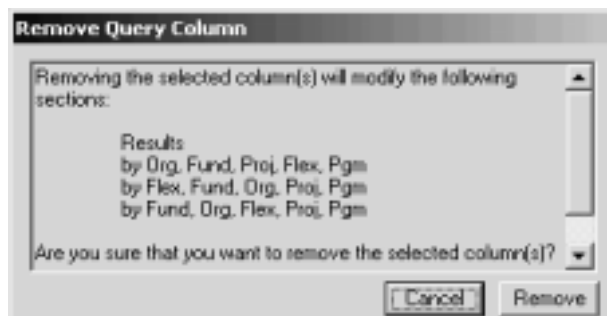 Remove Query Column
Removing the selected column(s) will modify the following
sections:
Results
by Org, Fund, Proj, Flex, Pgm
by Flex, Fund, Org, Proj, Pgm
by Fund, Org, Flex, Proj, Pgm
Are you sure that you want to remove the selected column(s)?
Cancel Remove